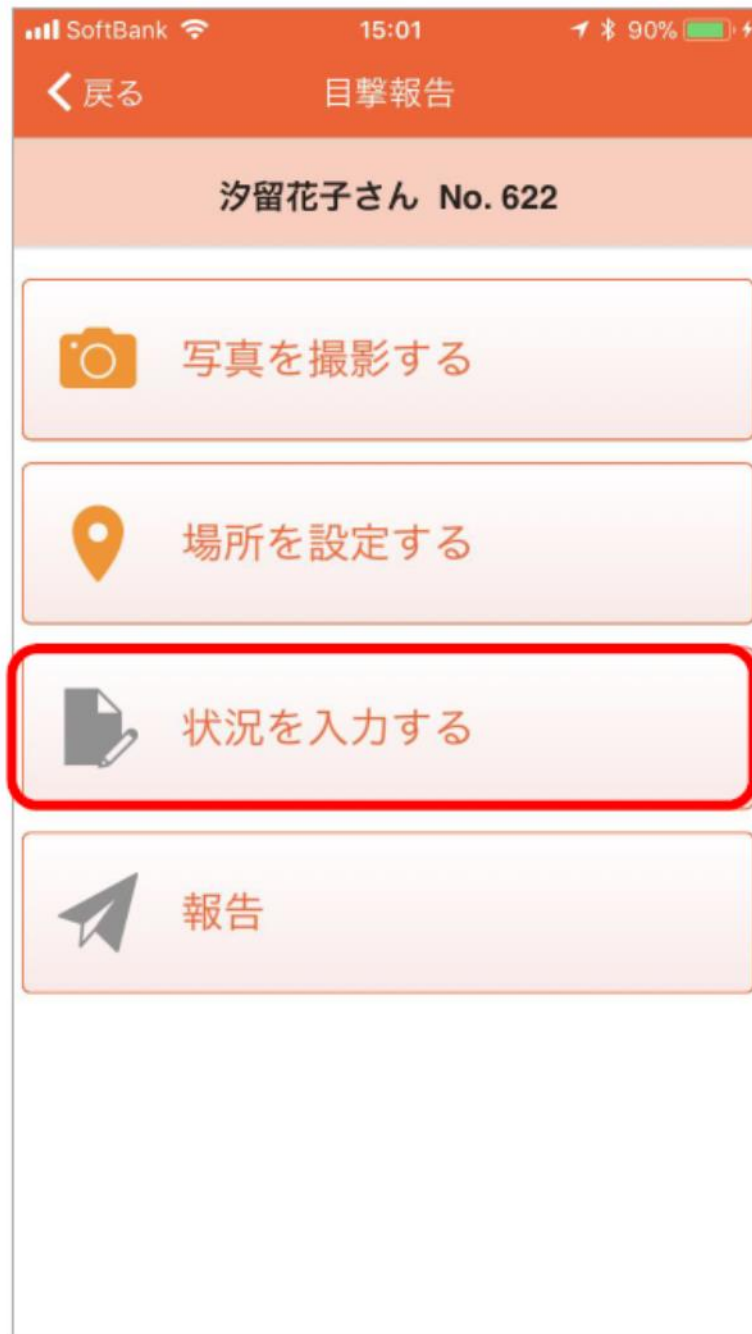 SoftBank 15:01 90%
戻る 目撃報告
汐留花子さん No. 622
写真を撮影する
場所を設定する
状況を入力する
報告